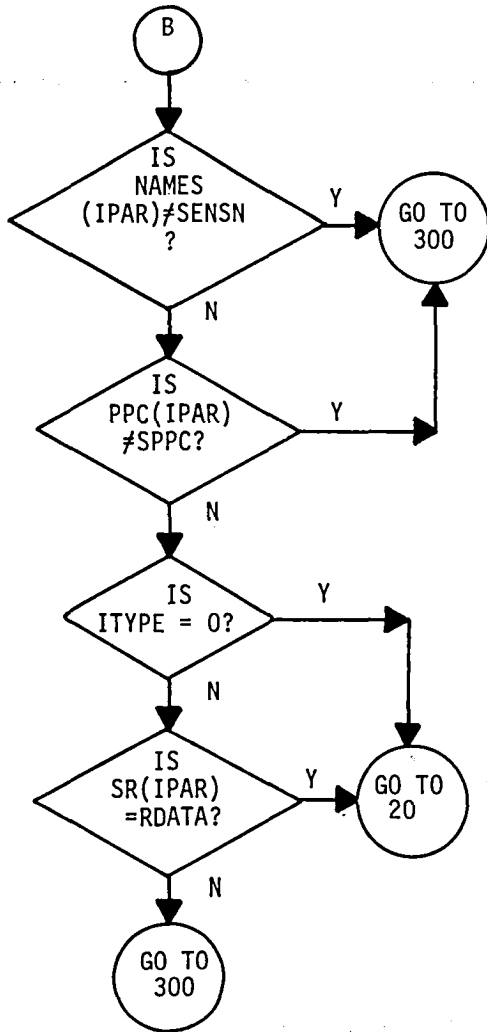 B
IS
NAMES
(IPAR)≠SENSN
?
Y
GO TO
300
N
IS
PPC(IPAR)
≠SPPC?
Y
N
IS
ITYPE = 0?
Y
N
IS
SR(IPAR)
=RDATA?
Y
GO TO
20
N
GO TO
300